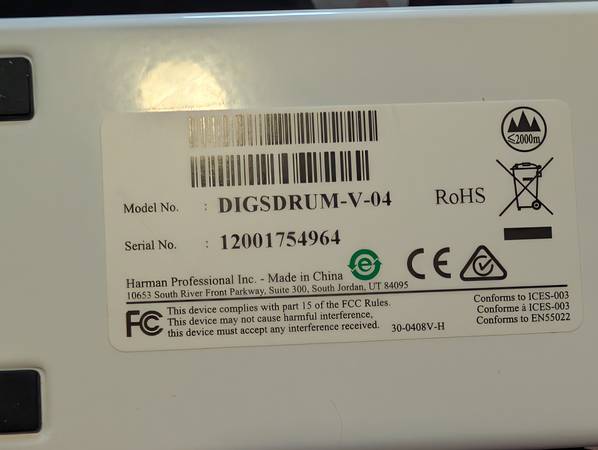 ≤2000m
Model No. : DIGSDRUM-V-04
RoHS
Serial No. : 12001754964
Harman Professional Inc. - Made in China
e
CE
10653 South River Front Parkway, Suite 300, South Jordan, UT 84095
FC
This device complies with part 15 of the FCC Rules.
This device may not cause harmful interference,
this device must accept any interference received.
30-0408V-H
Conforms to ICES-003
Conforme à ICES-003
Conforms to EN55022